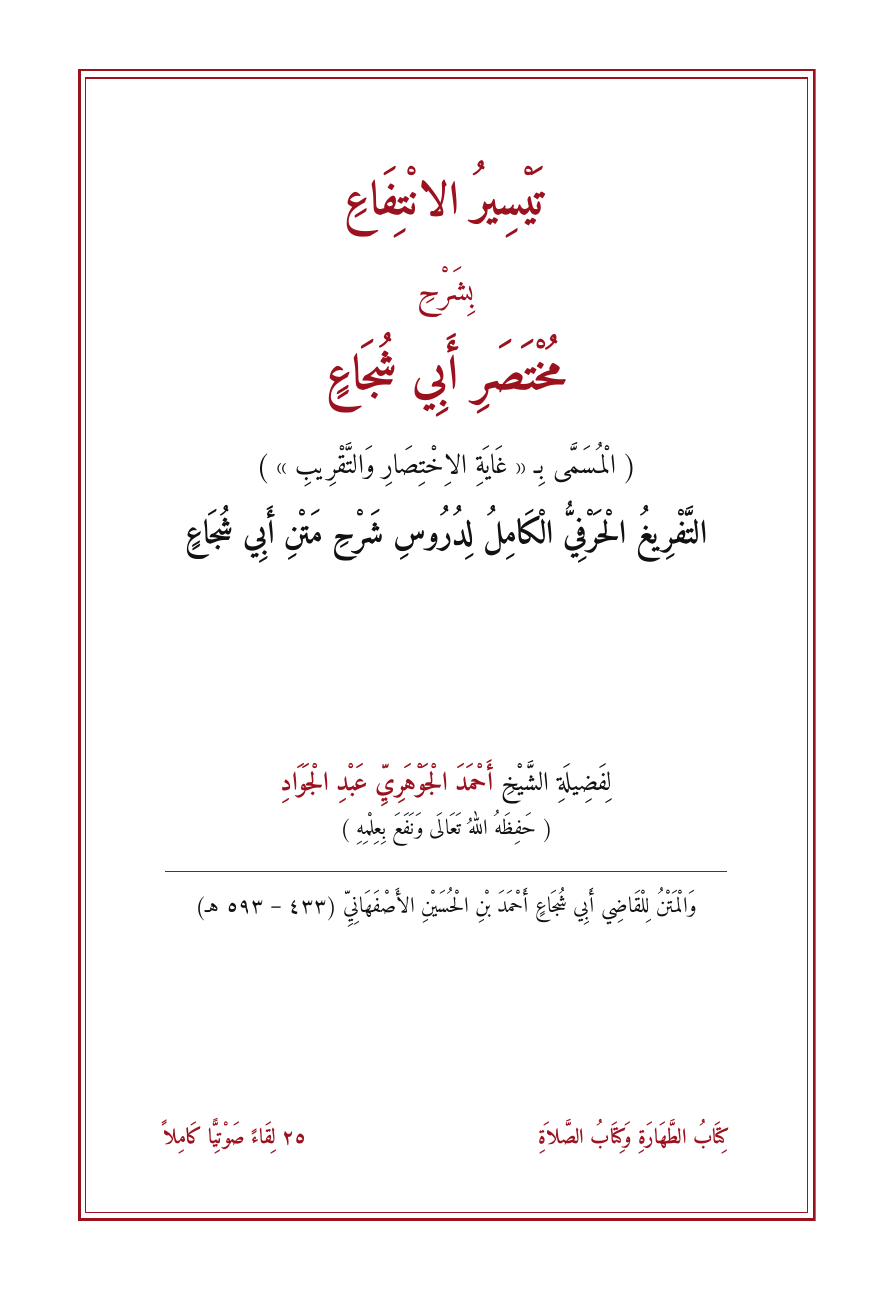 تَيْسِيرُ الانْتِفَاعِ
بِشَرْحِ
مُخْتَصَرِ أَبِي شُجَاعٍ
( الْمُسَمَّى بِـ « غَايَةِ الاِخْتِصَارِ وَالتَّقْرِيبِ » )
التَّفْرِيغُ الْحَرْفِيُّ الْكَامِلُ لِدُرُوسِ شَرْحِ مَتْنِ أَبِي شُجَاعٍ
لِفَضِيلَةِ الشَّيْخِ أَحْمَدَ الْجَوْهَرِيِّ عَبْدِ الْجَوَادِ
( حَفِظَهُ اللهُ تَعَالَى وَنَفَعَ بِعِلْمِهِ )
وَالْمَتْنُ لِلْقَاضِي أَبِي شُجَاعٍ أَحْمَدَ بْنِ الْحُسَيْنِ الأَصْفَهَانِيِّ (٤٣٣ – ٥٩٣ هـ)
كِتَابُ الطَّهَارَةِ وَكِتَابُ الصَّلاَةِ
٢٥ لِقَاءً صَوْتِيًّا كَامِلاً